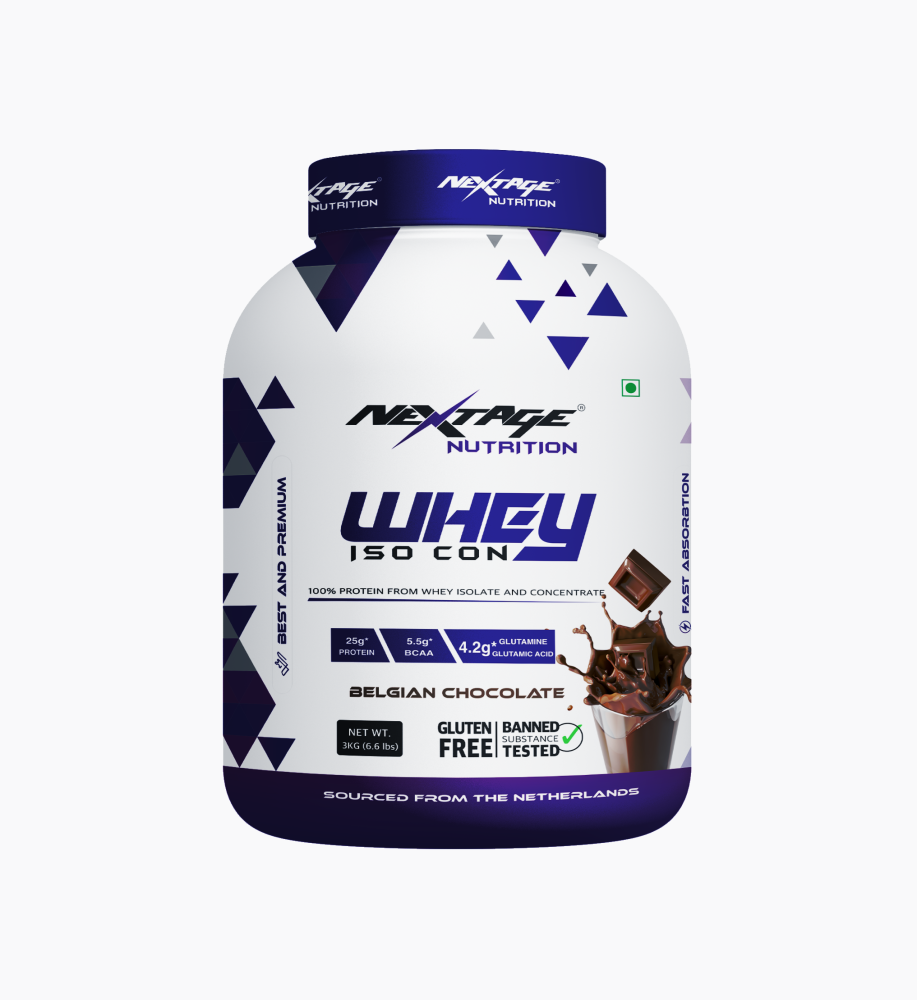 NEXTAGE®
NUTRITION
NEXTAGE®
NUTRITION
NEXTAGE®
NUTRITION
WHEY
ISO CON
100% PROTEIN FROM WHEY ISOLATE AND CONCENTRATE
25g* PROTEIN
5.5g* BCAA
4.2g* GLUTAMINE GLUTAMIC ACID
BELGIAN CHOCOLATE
NET WT.
3KG (6.6 lbs)
GLUTEN
FREE
BANNED
SUBSTANCE
TESTED
SOURCED FROM THE NETHERLANDS
BEST AND PREMIUM
FAST ABSORBTION